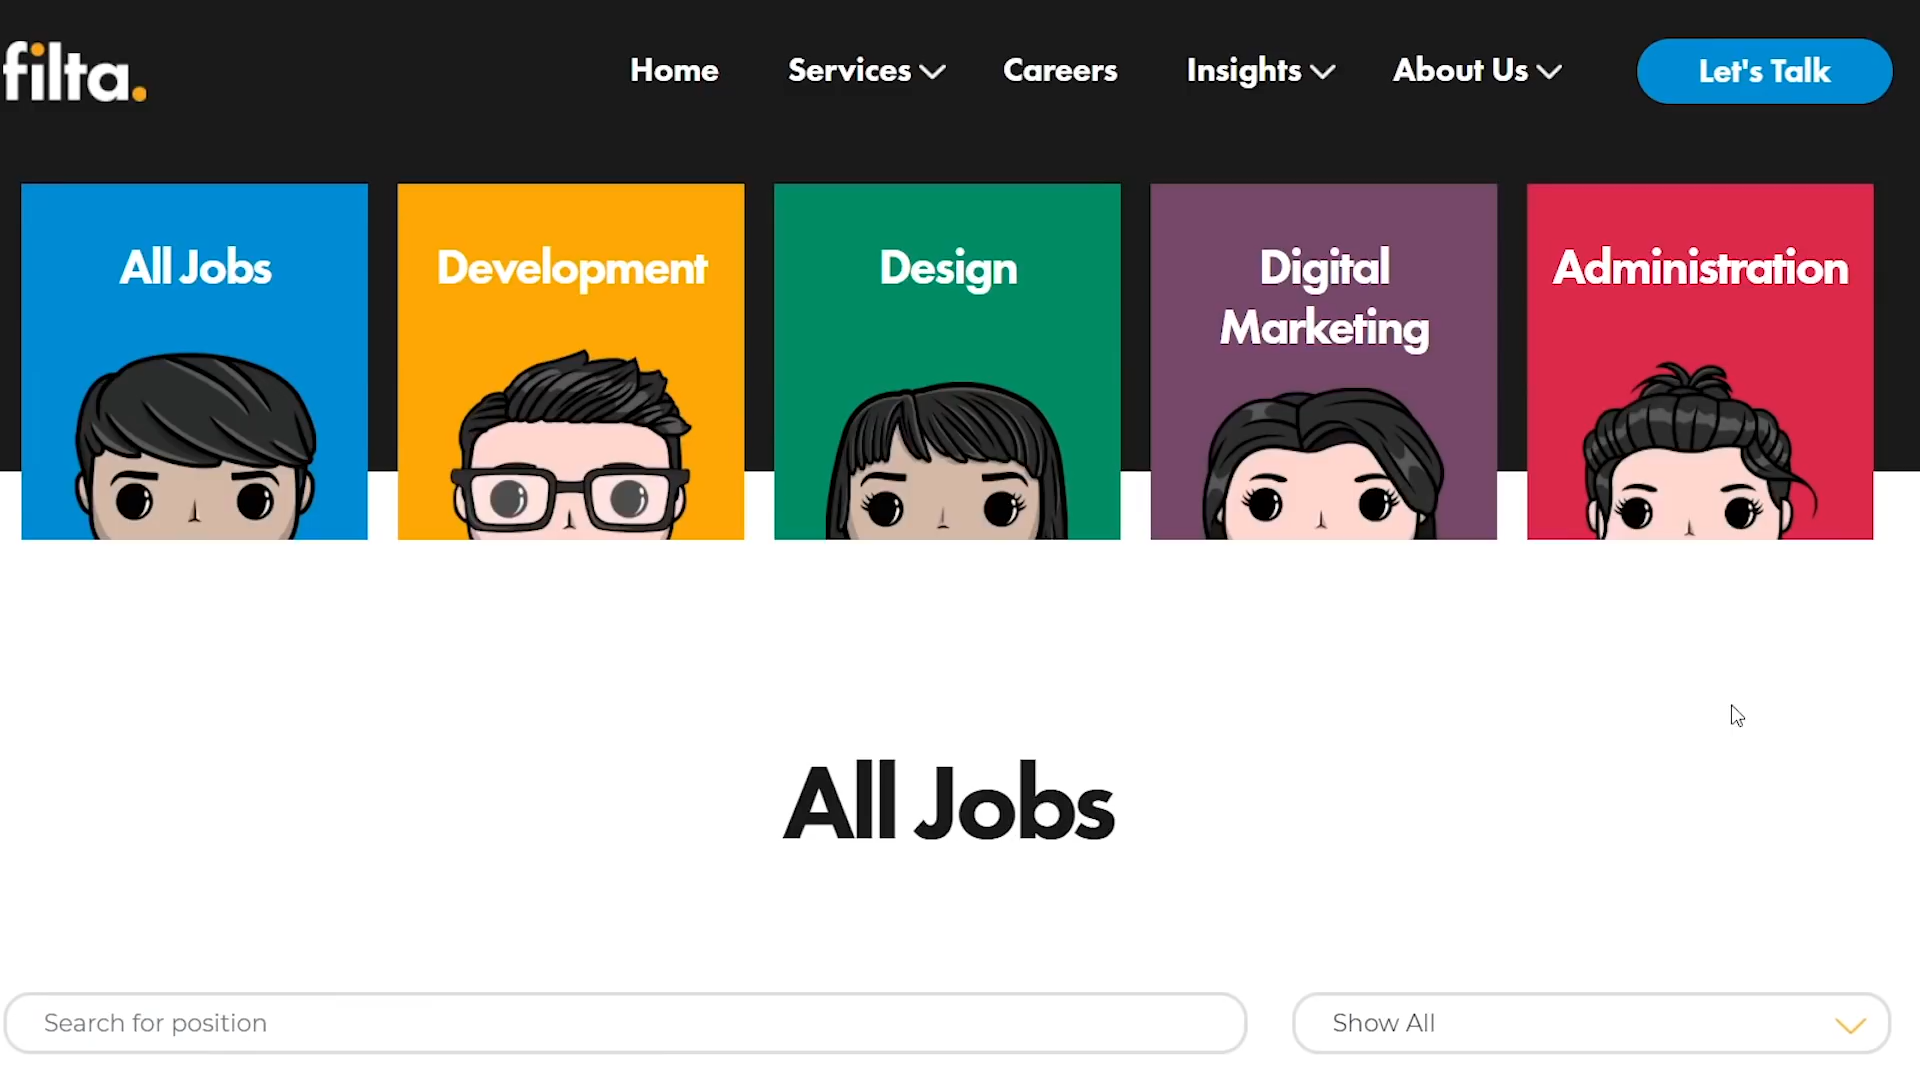 filta.
Home
Services
Careers
Insights
About Us
Let's Talk
All Jobs
Development
Design
Digital
Marketing
Administration
All Jobs
Search for position
Show All